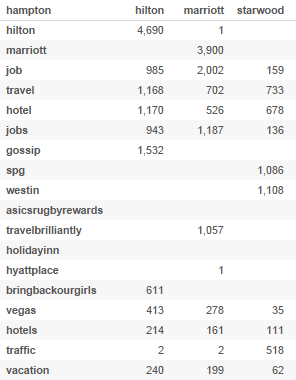 hampton hilton marriott starwood
hilton 4,690 1
marriott 3,900
job 985 2,002 159
travel 1,168 702 733
hotel 1,170 526 678
jobs 943 1,187 136
gossip 1,532
spg 1,086
westin 1,108
asicsrugbyrewards
travelbrilliantly 1,057
holidayinn
hyattplace 1
bringbackourgirls 611
vegas 413 278 35
hotels 214 161 111
traffic 2 2 518
vacation 240 199 62